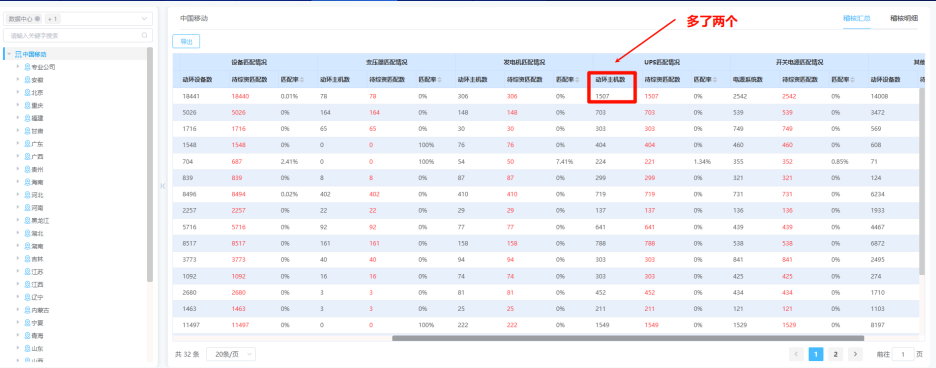 数据中心 + 1
请输入关键字搜索
中国移动
专业公司
安徽
北京
重庆
福建
甘肃
广东
广西
贵州
海南
河北
河南
黑龙江
湖北
湖南
吉林
江苏
江西
辽宁
内蒙古
宁夏
青海
山东
山西
中国移动
多了两个
稽核汇总 稽核明细
导出
设备匹配情况 变压器匹配情况 发电机匹配情况 UPS匹配情况 开关电源匹配情况 其他
动环设备数 待综资匹配数 匹配率 动环主机数 待综资匹配数 匹配率 动环主机数 待综资匹配数 匹配率 动环主机数 待综资匹配数 匹配率 电源系统数 待综资匹配数 匹配率 动环设备数 待综资
18441 18440 0.01% 78 78 0% 306 306 0% 1507 1507 0% 2542 2542 0% 14008
5026 5026 0% 164 164 0% 148 148 0% 703 703 0% 539 539 0% 3472
1716 1716 0% 65 65 0% 30 30 0% 303 303 0% 749 749 0% 569
1548 1548 0% 0 0 100% 76 76 0% 404 404 0% 460 460 0% 608
704 687 2.41% 0 0 100% 54 50 7.41% 224 221 1.34% 355 352 0.85% 71
839 839 0% 8 8 0% 87 87 0% 299 299 0% 321 321 0% 124
8496 8494 0.02% 402 402 0% 410 410 0% 719 719 0% 731 731 0% 6234
2257 2257 0% 22 22 0% 29 29 0% 137 137 0% 136 136 0% 1933
5716 5716 0% 92 92 0% 77 77 0% 641 641 0% 439 439 0% 4467
8517 8517 0% 161 161 0% 158 158 0% 788 788 0% 538 538 0% 6872
3773 3773 0% 40 40 0% 94 94 0% 303 303 0% 841 841 0% 2495
1092 1092 0% 16 16 0% 74 74 0% 303 303 0% 425 425 0% 274
2680 2680 0% 3 3 0% 81 81 0% 452 452 0% 434 434 0% 1710
1463 1463 0% 3 3 0% 25 25 0% 211 211 0% 121 121 0% 1103
11497 11497 0% 0 0 100% 222 222 0% 1549 1549 0% 1529 1529 0% 8197
共 32 条 20条/页 1 2 前往 1 页